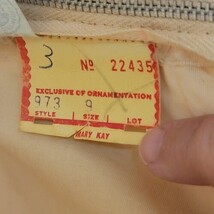 3 Nº 22435
EXCLUSIVE OF ORNAMENTATION
973 9
STYLE SIZE LOT
MARY KAY